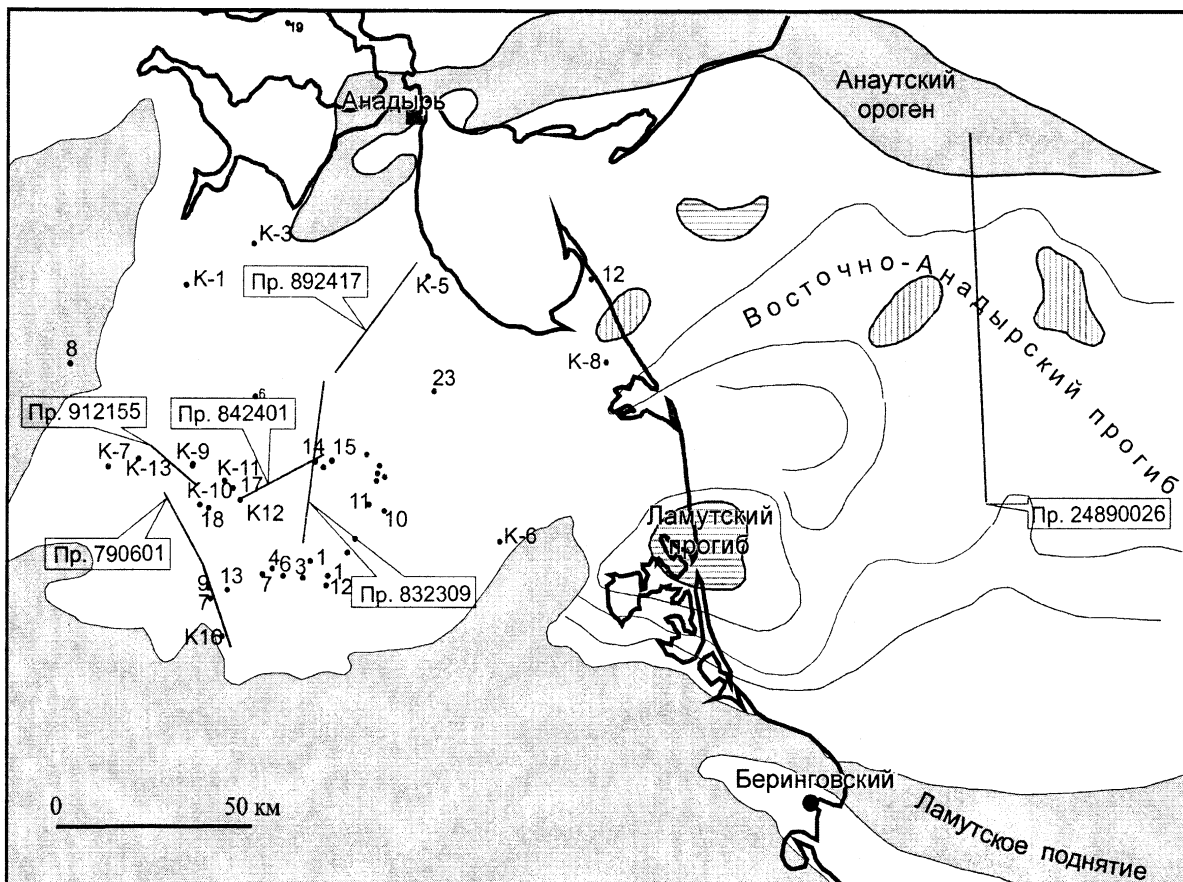 19
Анаутский
ороген
Анадырь
К-3
К-1
Пр. 892417
К-5
12
Восточно-Анадырский прогиб
8
К-8
23
6
Пр. 912155
Пр. 842401
К-7
К-13
К-9
К-11
17
14
15
К-10
18
К12
11
10
Ламутский
прогиб
Пр. 24890026
К-6
Пр. 790601
4
6
3
1
7
1
12
Пр. 832309
9
7
13
К16
Беринговский
0 50 км
Ламутское поднятие